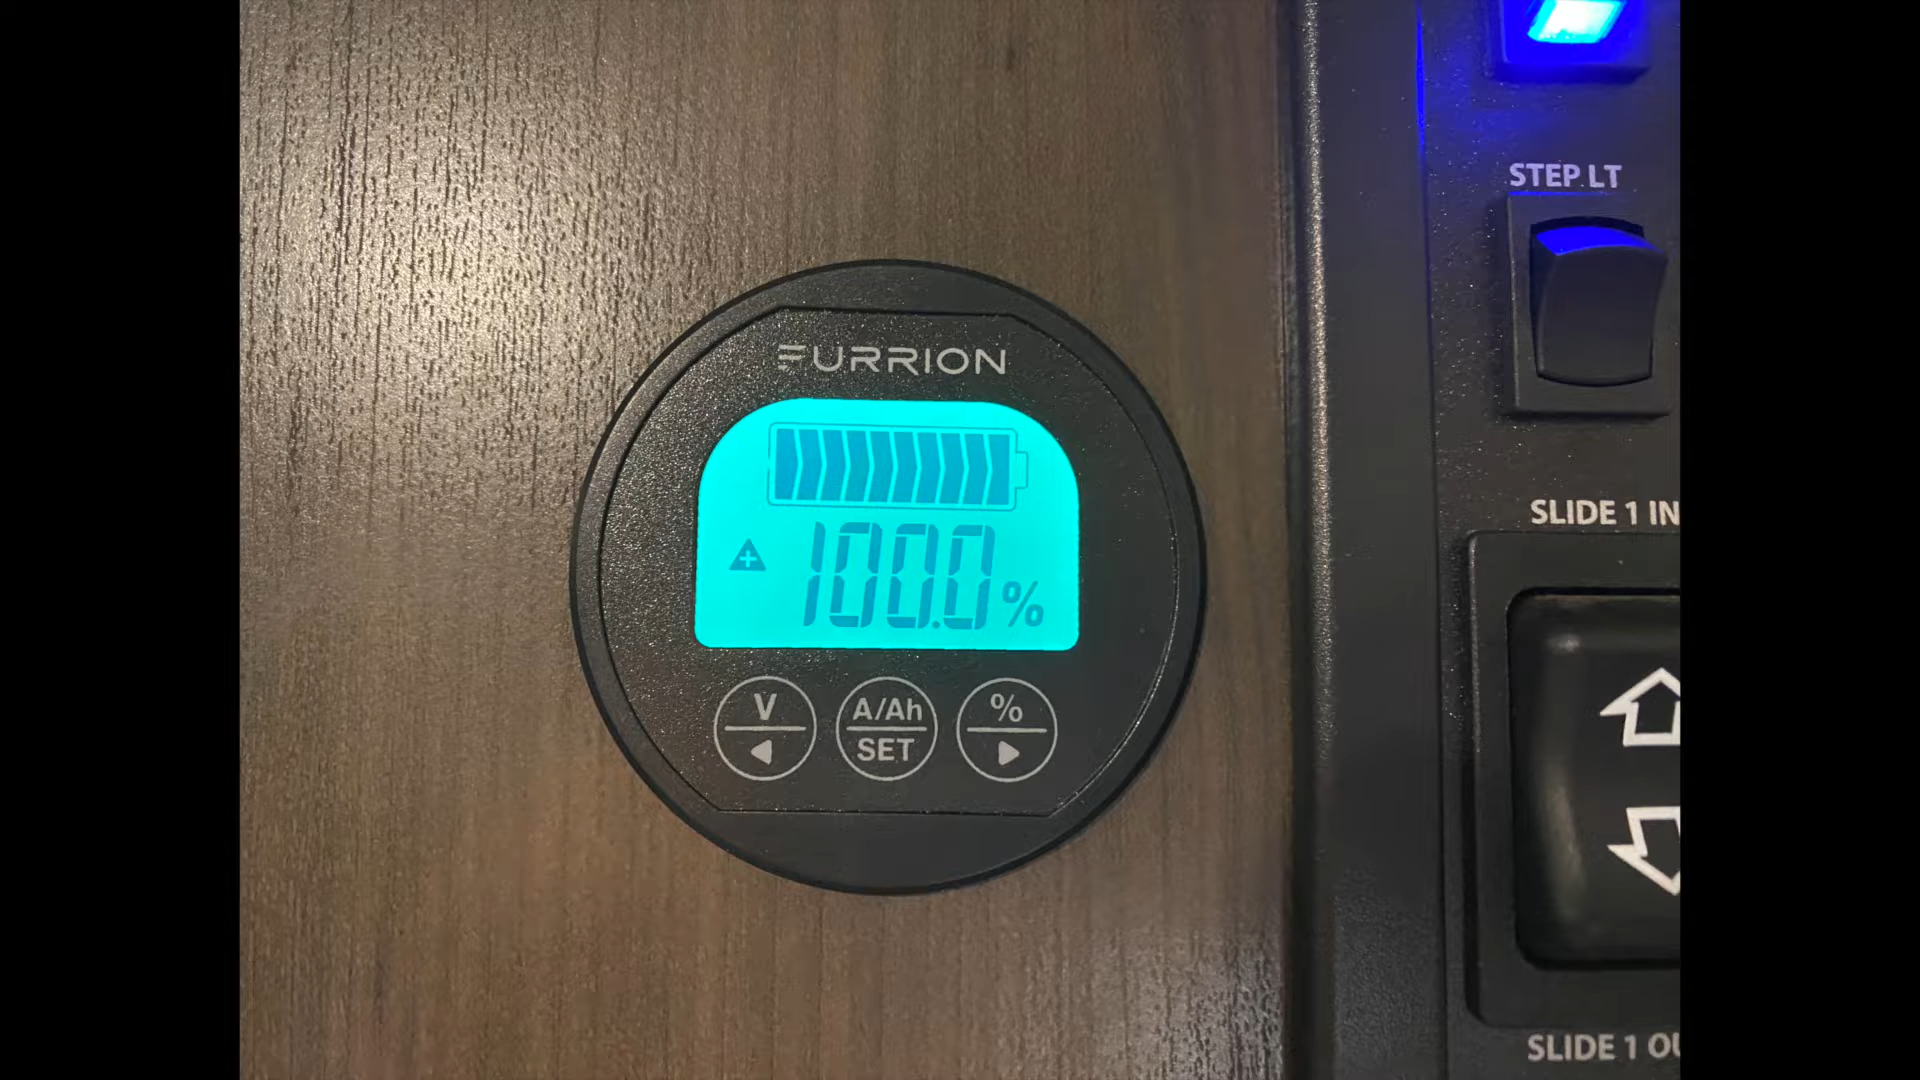 FURRION
100.0%
V
A/Ah
SET
%
STEP LT
SLIDE 1 IN
SLIDE 1 OU